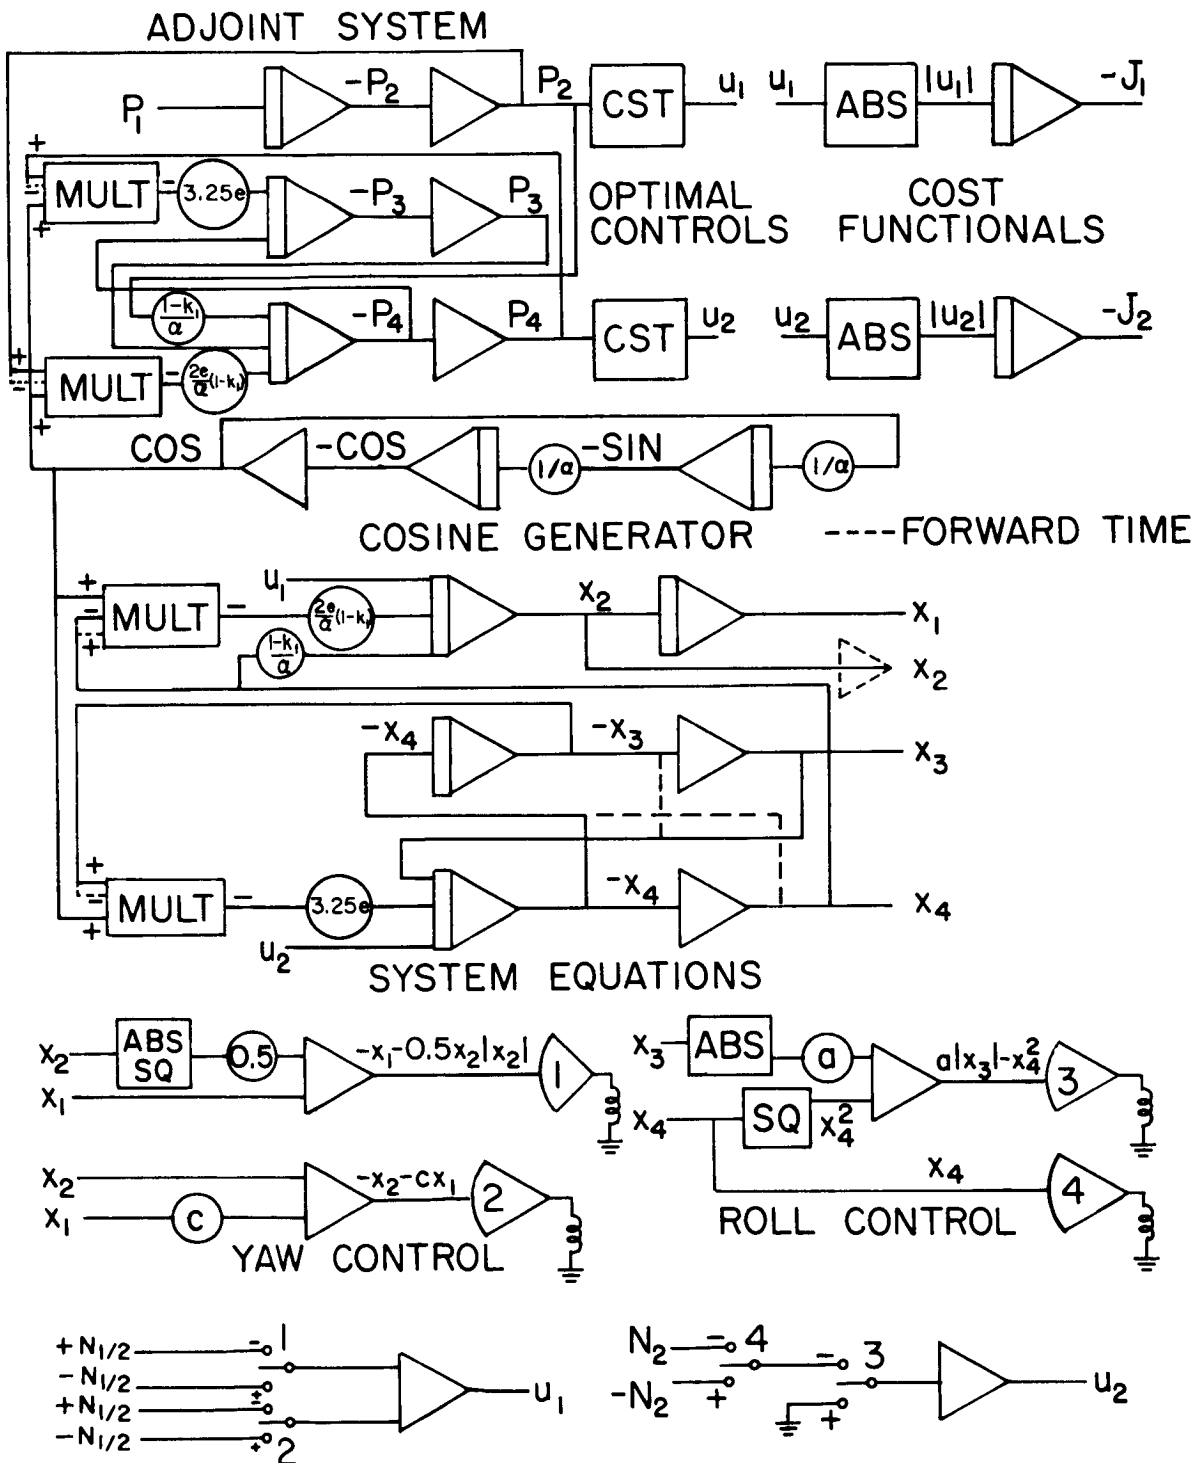 ADJOINT SYSTEM
P₁
-P₂
P₂
CST
u₁
u₁
ABS
|u₁|
-J₁
+
-
MULT
-
3.25e
+
-P₃
P₃
OPTIMAL
CONTROLS
COST
FUNCTIONALS
1-k₁
α
-P₄
P₄
CST
u₂
u₂
ABS
|u₂|
-J₂
+
-
MULT
-
2e/α(1-k₁)
+
COS
-COS
1/α
-SIN
1/α
COSINE GENERATOR
----FORWARD TIME
u₁
+
-
+
MULT
-
2e/α(1-k₁)
1-k₁
α
x₂
x₁
x₂
-x₄
-x₃
x₃
+
-
+
MULT
-
3.25e
-x₄
x₄
u₂
SYSTEM EQUATIONS
x₂
ABS
SQ
0.5
-x₁-0.5x₂|x₂|
1
x₁
x₃
ABS
a
a|x₃|-x₄²
3
x₄
SQ
x₄²
x₂
-x₂-cx₁
2
x₁
c
YAW CONTROL
x₄
4
ROLL CONTROL
+N₁/₂
-
1
-N₁/₂
+
+N₁/₂
-
-N₁/₂
+
2
u₁
N₂
-
4
-
3
-N₂
+
+
u₂